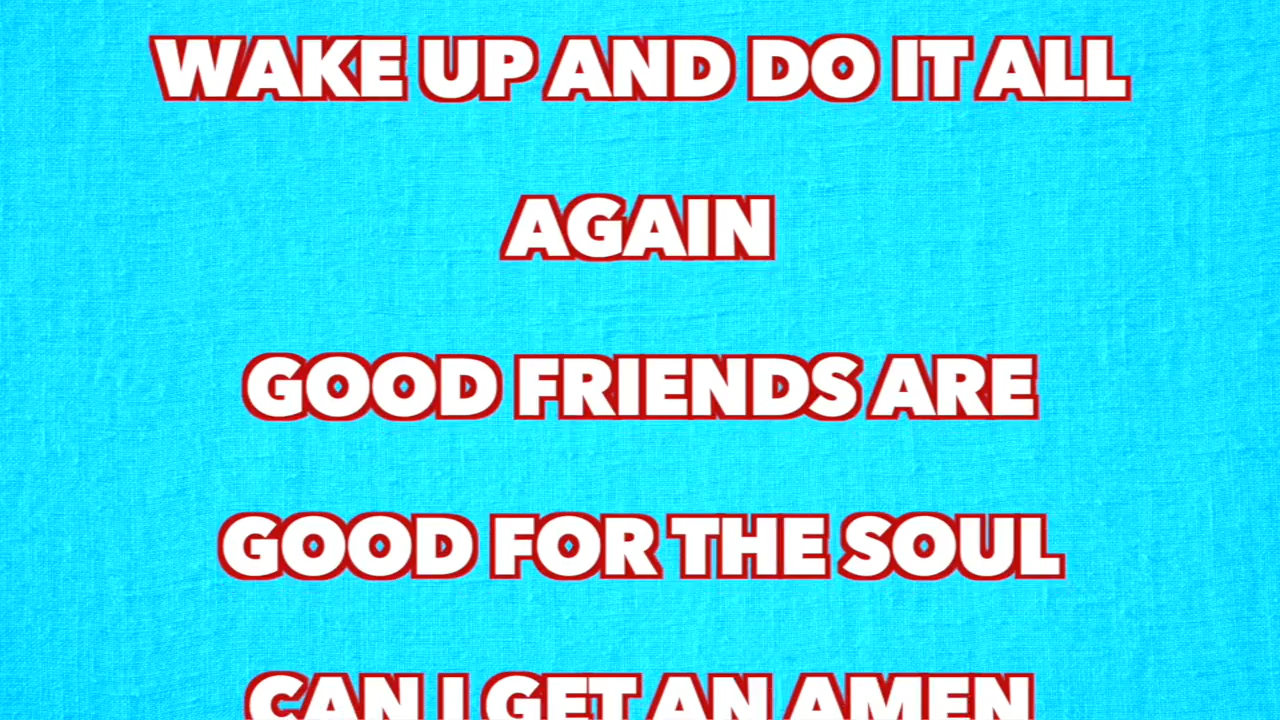 WAKE UP AND DO IT ALL
AGAIN
GOOD FRIENDS ARE
GOOD FOR THE SOUL
CAN I GET AN AMEN